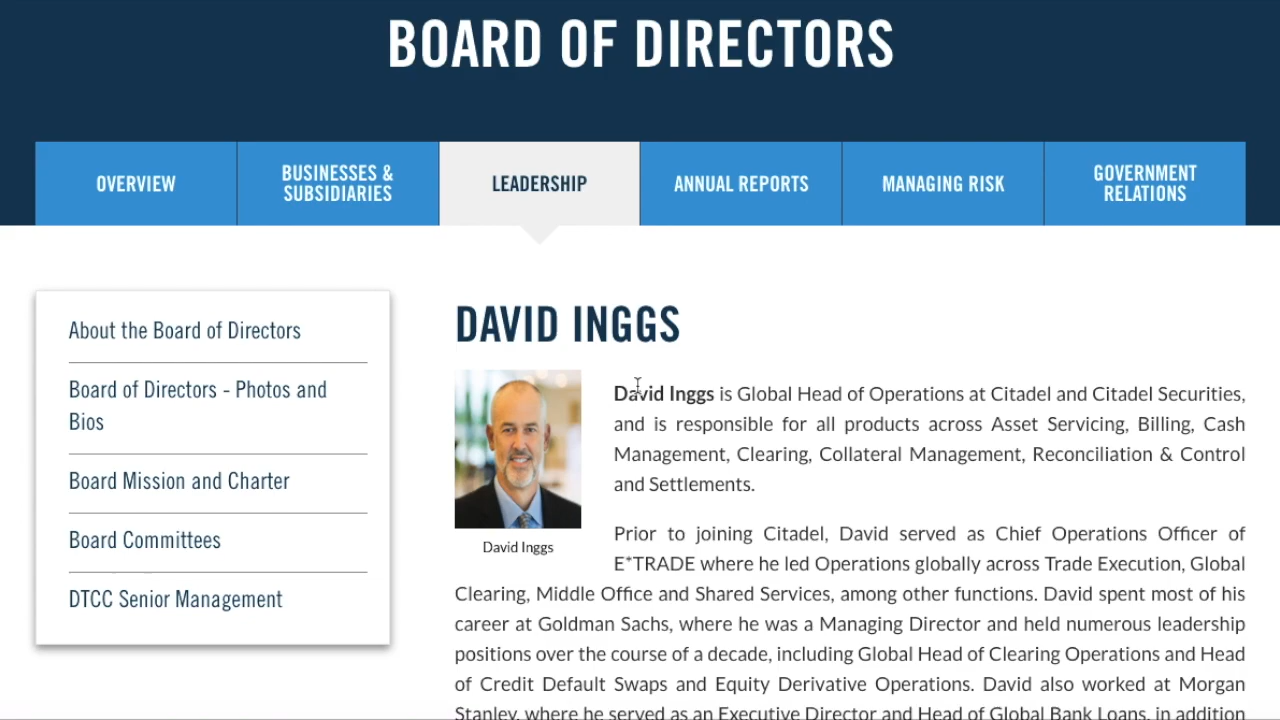 BOARD OF DIRECTORS
OVERVIEW
BUSINESSES &
SUBSIDIARIES
LEADERSHIP
ANNUAL REPORTS
MANAGING RISK
GOVERNMENT
RELATIONS
About the Board of Directors
Board of Directors - Photos and
Bios
Board Mission and Charter
Board Committees
DTCC Senior Management
DAVID INGGS
David Inggs
David Inggs is Global Head of Operations at Citadel and Citadel Securities,
and is responsible for all products across Asset Servicing, Billing, Cash
Management, Clearing, Collateral Management, Reconciliation & Control
and Settlements.
Prior to joining Citadel, David served as Chief Operations Officer of
E*TRADE where he led Operations globally across Trade Execution, Global
Clearing, Middle Office and Shared Services, among other functions. David spent most of his
career at Goldman Sachs, where he was a Managing Director and held numerous leadership
positions over the course of a decade, including Global Head of Clearing Operations and Head
of Credit Default Swaps and Equity Derivative Operations. David also worked at Morgan
Stanley, where he served as an Executive Director and Head of Global Bank Loans, in addition